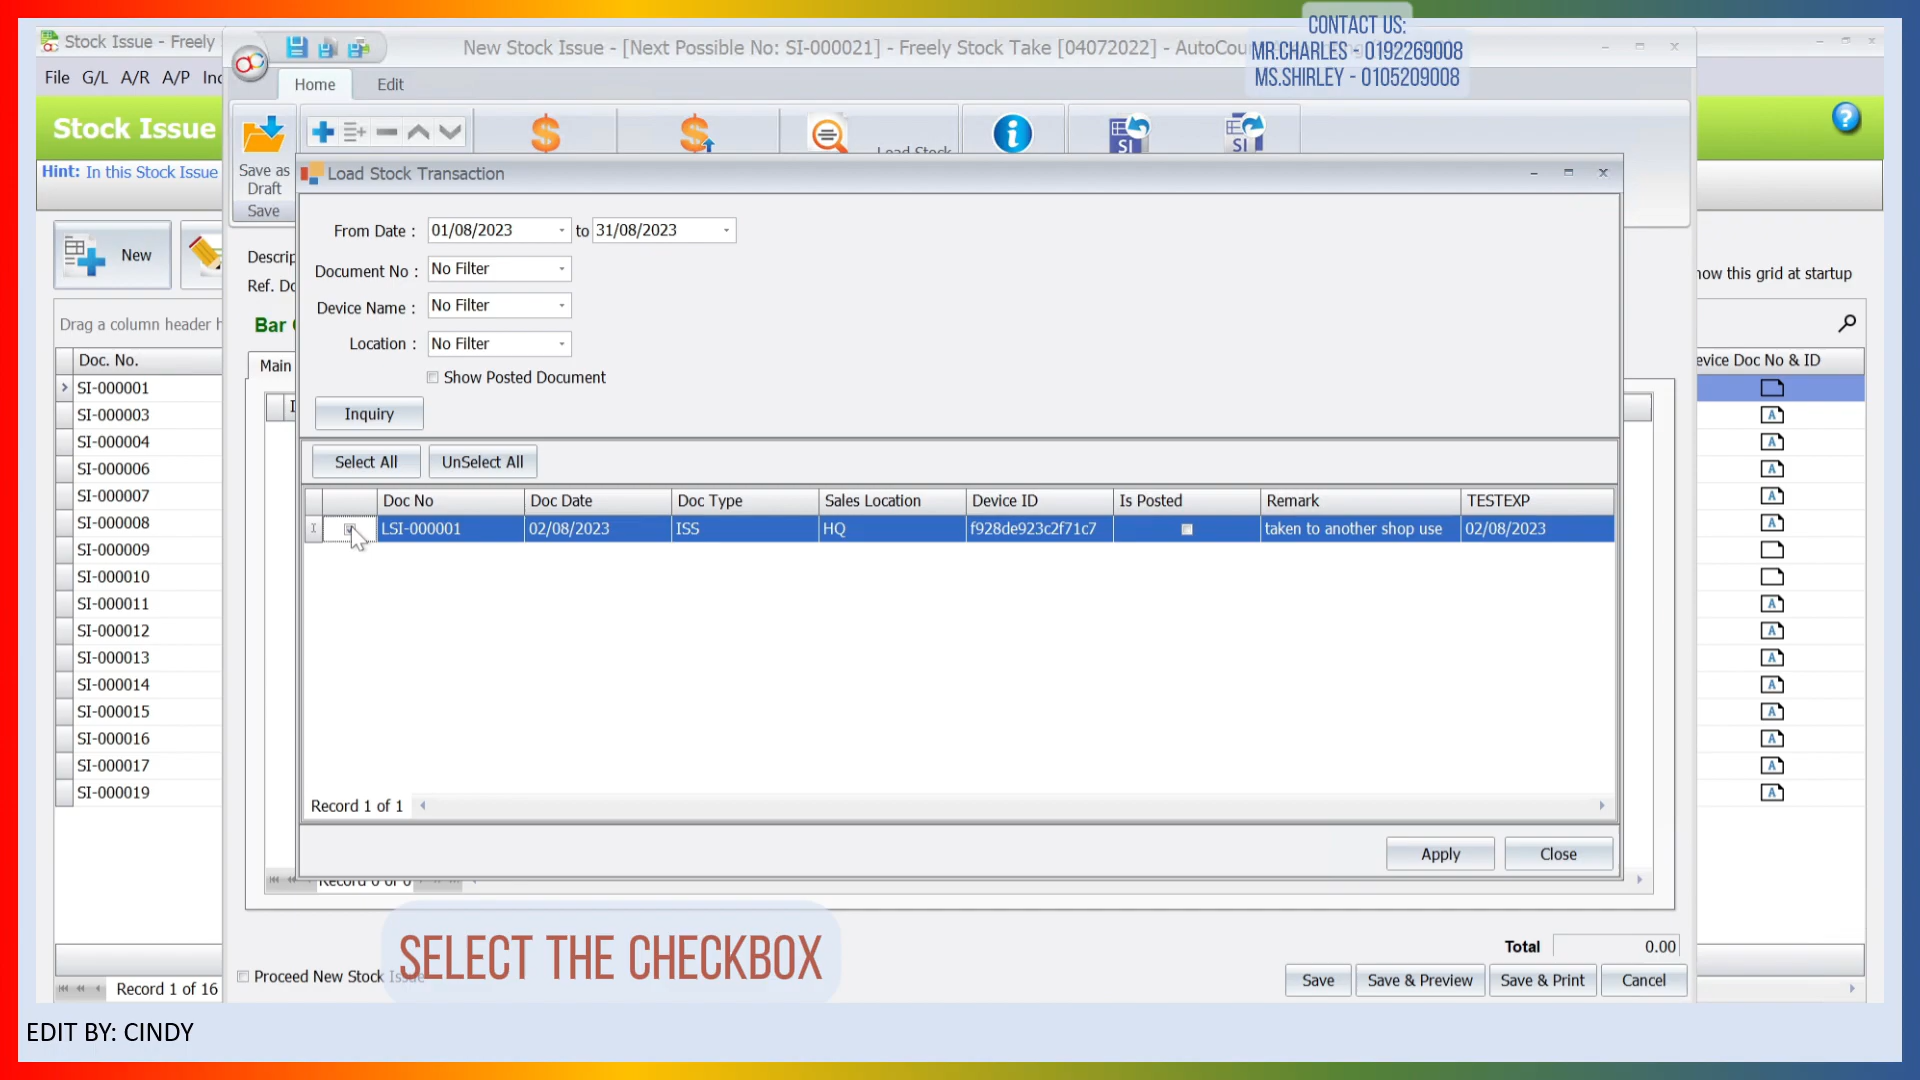 CONTACT US:
MR.CHARLES - 0192269008
MS.SHIRLEY - 0105209008
Stock Issue - Freely
New Stock Issue - [Next Possible No: SI-000021] - Freely Stock Take [04072022] - AutoCou
File G/L A/R A/P
Home Edit
Stock Issue
Hint: In this Stock Issue
Save as
Draft
Save
SI
SI
Load Stock Transaction
New
From Date : 01/08/2023 to 31/08/2023
Document No : No Filter
Device Name : No Filter
Location : No Filter
Show Posted Document
Inquiry
Ref.
Bar
Main
how this grid at startup
Drag a column header
Select All UnSelect All
Doc No Doc Date Doc Type Sales Location Device ID Is Posted Remark TESTEXP
LSI-000001 02/08/2023 ISS HQ f928de923c2f71c7 taken to another shop use 02/08/2023
Record 1 of 1
Apply Close
Doc. No.
SI-000001
SI-000003
SI-000004
SI-000006
SI-000007
SI-000008
SI-000009
SI-000010
SI-000011
SI-000012
SI-000013
SI-000014
SI-000015
SI-000016
SI-000017
SI-000019
evice Doc No & ID
Record 0 of 0
Total 0.00
Proceed New Stock Issue
SELECT THE CHECKBOX
Save Save & Preview Save & Print Cancel
Record 1 of 16
EDIT BY: CINDY